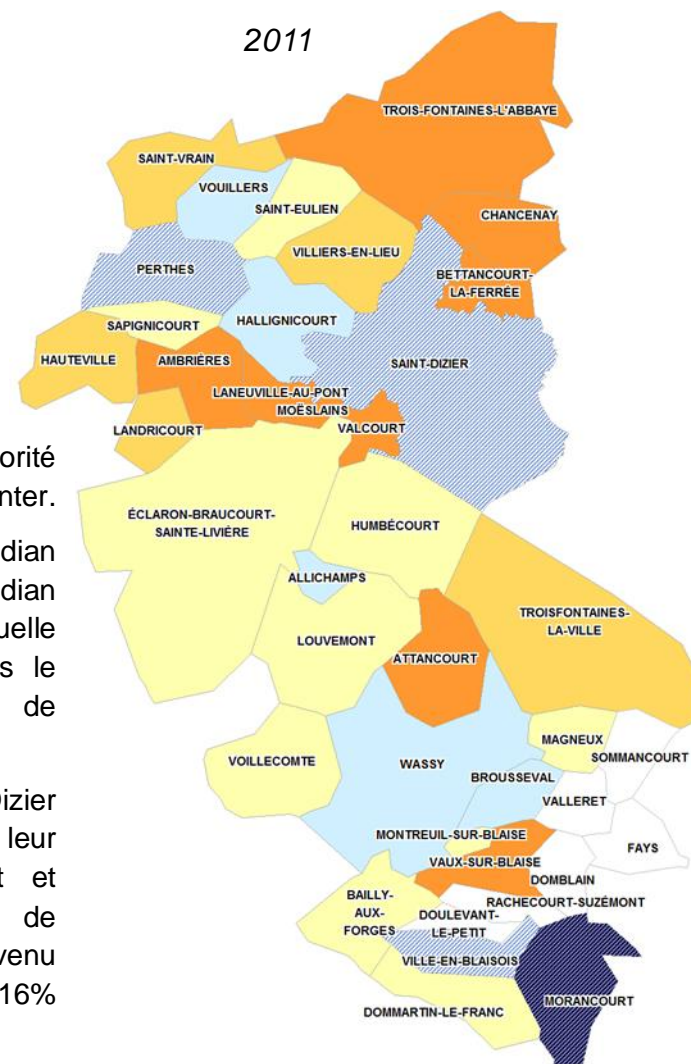 2011
TROIS-FONTAINES-L'ABBAYE
SAINT-VRAIN
VOUILLERS
SAINT-EULIEN
CHANCENAY
VILLIERS-EN-LIEU
PERTHES
BETTANCOURT-
LA-FERRÉE
HALLIGNICOURT
SAPIGNICOURT
HAUTEVILLE
AMBRIÈRES
SAINT-DIZIER
LANEUVILLE-AU-PONT
MOËSLAINS
LANDRICOURT
VALCOURT
ÉCLARON-BRAUCOURT-
SAINTE-LIVIÈRE
HUMBÉCOURT
ALLICHAMPS
TROISFONTAINES-
LA-VILLE
LOUVEMONT
ATTANCOURT
MAGNEUX
SOMMANCOURT
VOILLECOMTE
WASSY
BROUSSEVAL
VALLERET
MONTREUIL-SUR-BLAISE
FAYS
VAUX-SUR-BLAISE
DOMBLAIN
BAILLY-
AUX-
FORGES
RACHECOURT-SUZÉMONT
DOULEVANT-
LE-PETIT
VILLE-EN-BLAISOIS
MORANCOURT
DOMMARTIN-LE-FRANC
orité
nter.
dian
dian
uelle
s le
de
Dizier
leur
t et
de
venu
16%